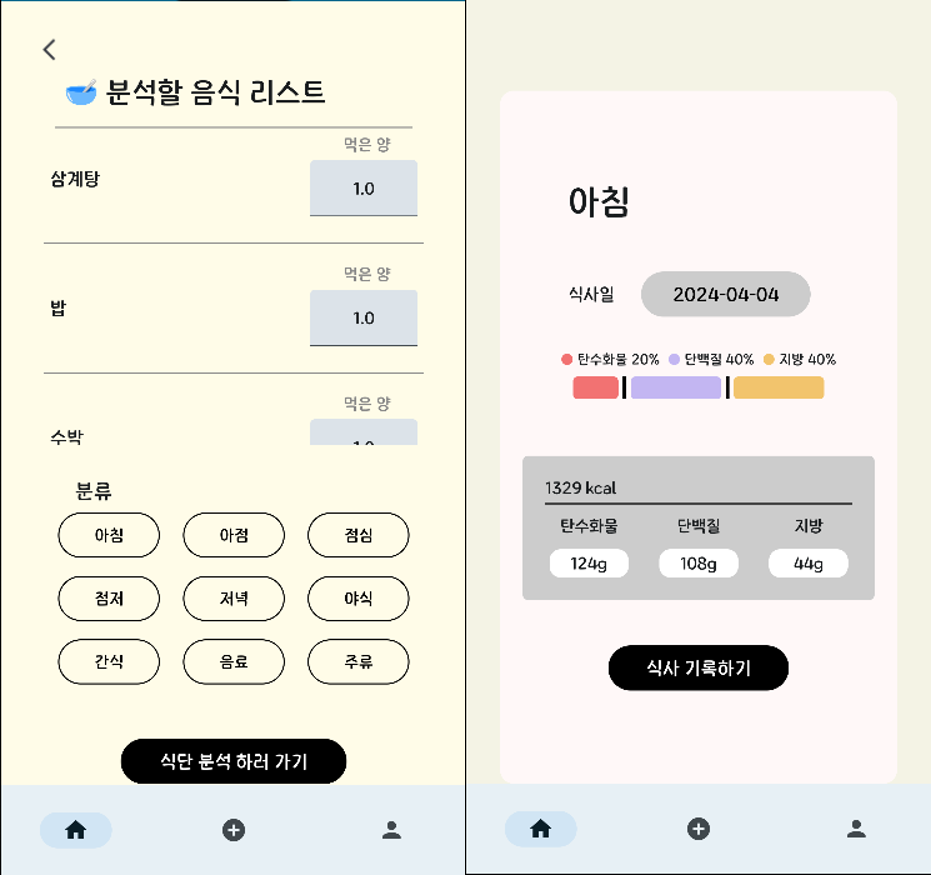 분석할 음식 리스트
먹은 양
삼계탕
1.0
먹은 양
밥
1.0
먹은 양
수박
1.0
분류
아침
아점
점심
점저
저녁
야식
간식
음료
주류
식단 분석 하러 가기
아침
식사일
2024-04-04
탄수화물 20% 단백질 40% 지방 40%
1329 kcal
탄수화물 단백질 지방
124g 108g 44g
식사 기록하기